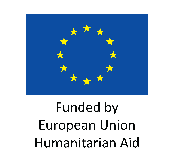 Funded by
European Union
Humanitarian Aid